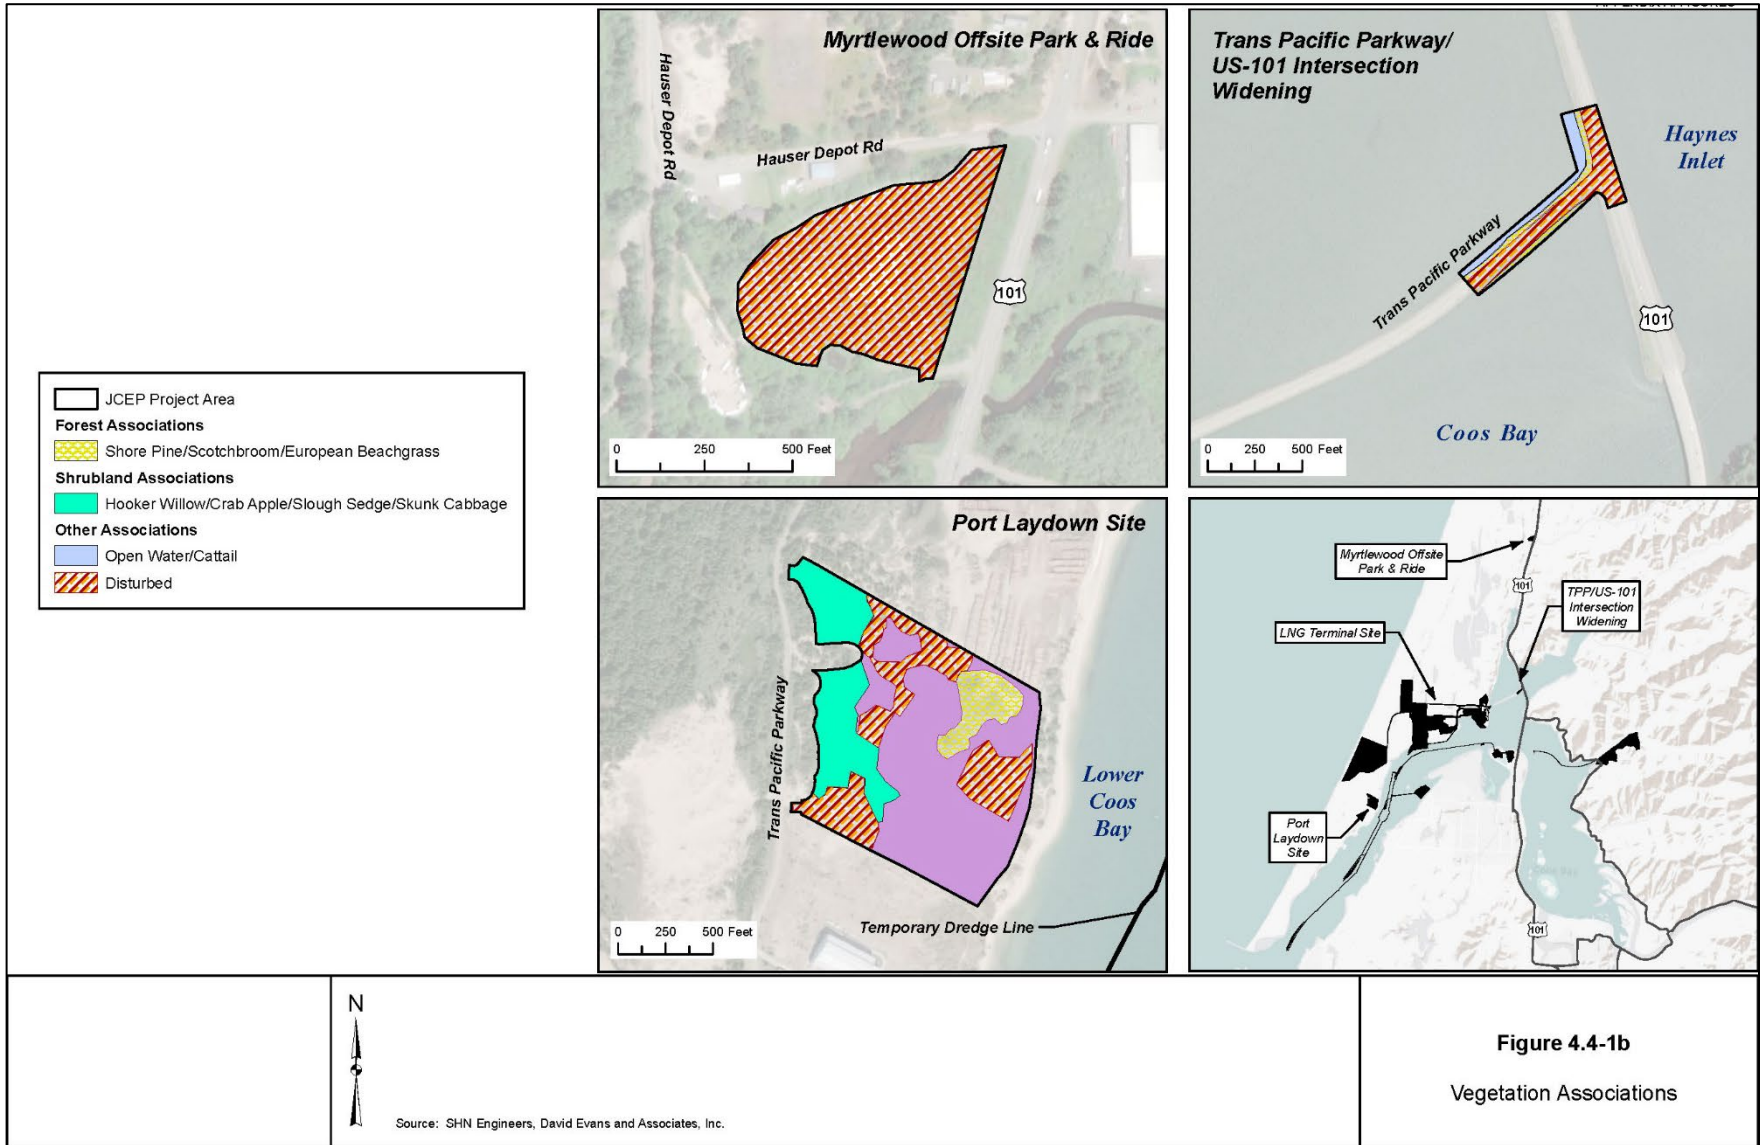 Myrtlewood Offsite Park & Ride
Hauser Depot Rd
Hauser Depot Rd
101
0 250 500 Feet
Trans Pacific Parkway/
US-101 Intersection
Widening
Haynes
Inlet
Trans Pacific Parkway
101
Coos Bay
0 250 500 Feet
JCEP Project Area
Forest Associations
Shore Pine/Scotchbroom/European Beachgrass
Shrubland Associations
Hooker Willow/Crab Apple/Slough Sedge/Skunk Cabbage
Other Associations
Open Water/Cattail
Disturbed
Port Laydown Site
Trans Pacific Parkway
Lower
Coos
Bay
Temporary Dredge Line
0 250 500 Feet
Myrtlewood Offsite
Park & Ride
101
TPP/US-101
Intersection
Widening
LNG Terminal Site
Port
Laydown
Site
101
N
Source: SHN Engineers, David Evans and Associates, Inc.
Figure 4.4-1b
Vegetation Associations